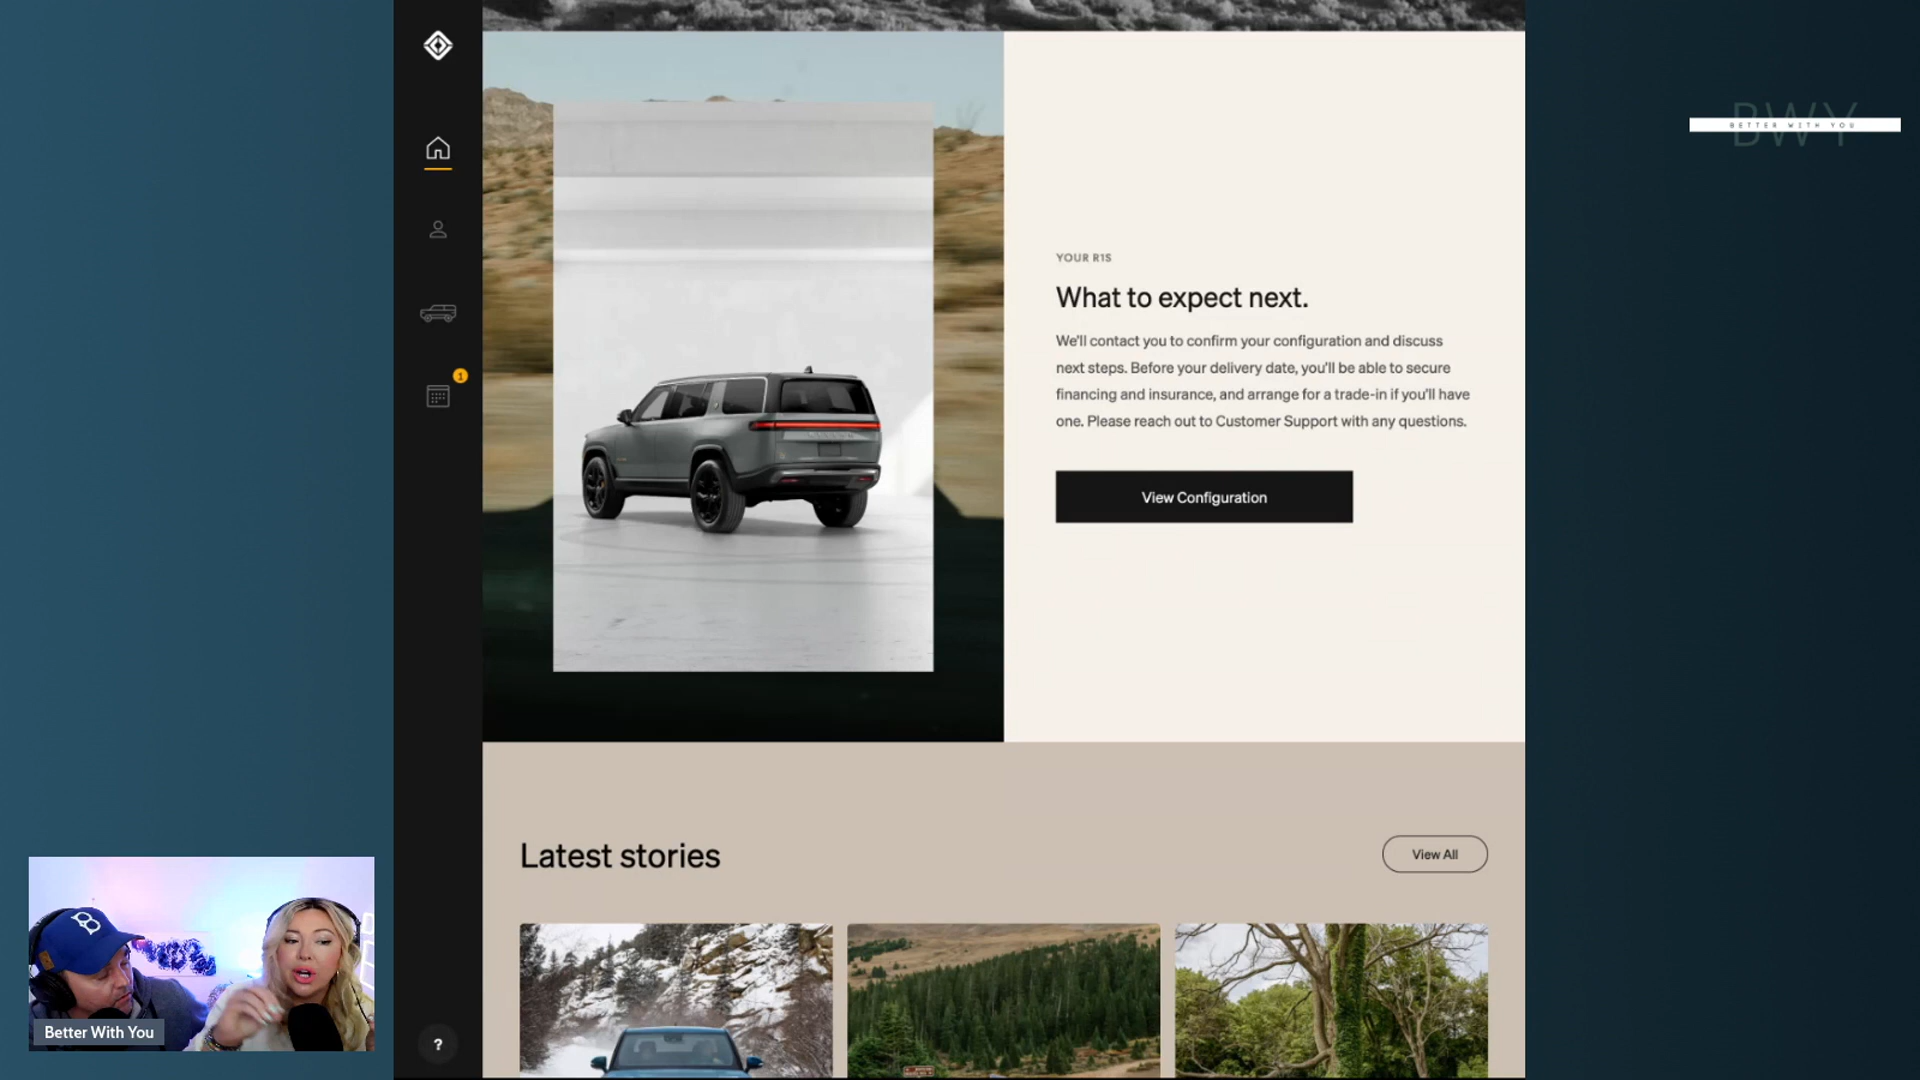 BWY
BETTER WITH YOU
YOUR R1S
What to expect next.
We'll contact you to confirm your configuration and discuss
next steps. Before your delivery date, you'll be able to secure
financing and insurance, and arrange for a trade-in if you'll have
one. Please reach out to Customer Support with any questions.
1
View Configuration
RIVIAN
Latest stories
View All
B
Better With You
?